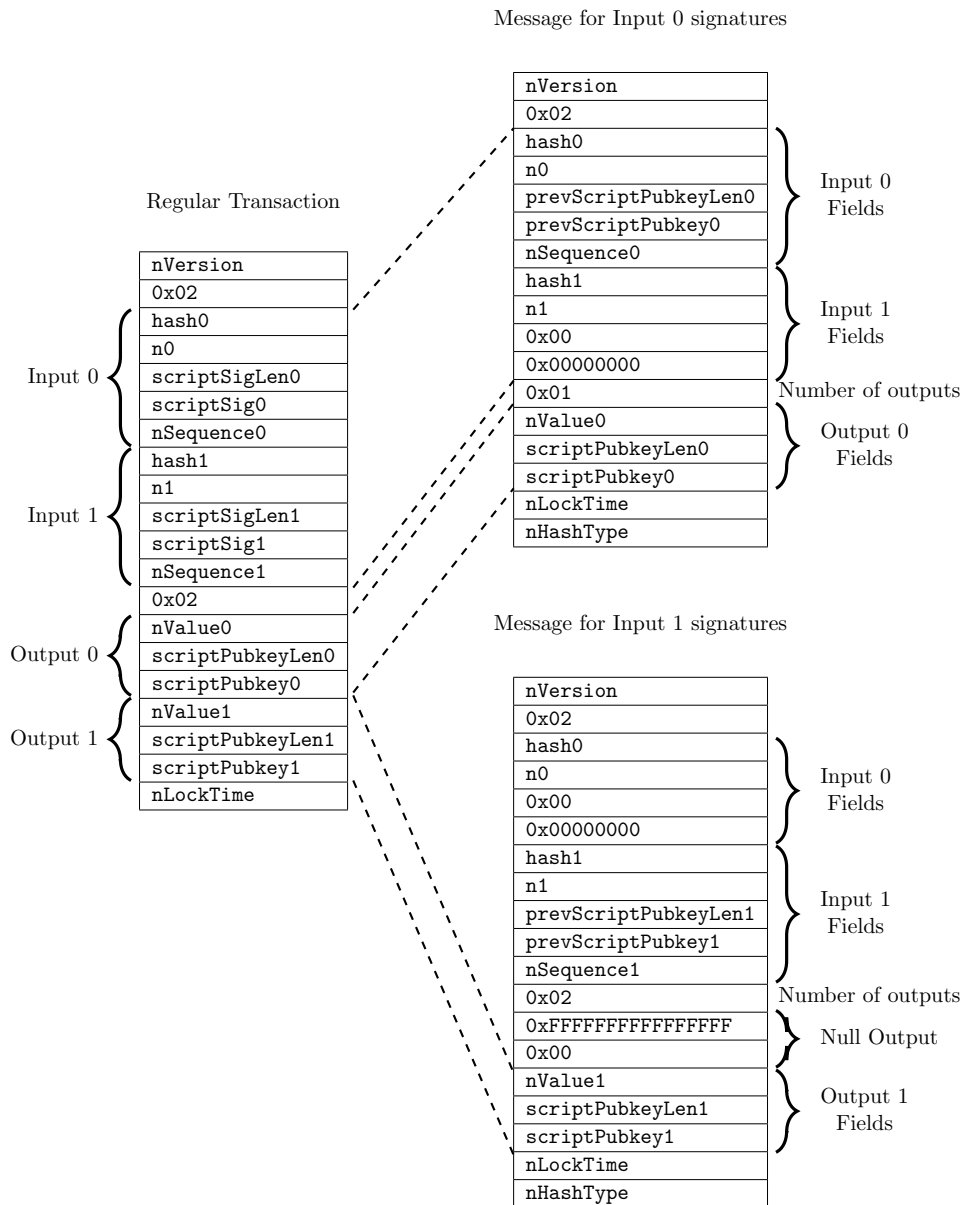 Message for Input 0 signatures
nVersion
0x02
hash0
n0
prevScriptPubkeyLen0
prevScriptPubkey0
nSequence0
hash1
n1
0x00
0x00000000
0x01
nValue0
scriptPubkeyLen0
scriptPubkey0
nLockTime
nHashType
Input 0
Fields
Input 1
Fields
Number of outputs
Output 0
Fields
Regular Transaction
nVersion
0x02
hash0
n0
scriptSigLen0
scriptSig0
nSequence0
hash1
n1
scriptSigLen1
scriptSig1
nSequence1
0x02
nValue0
scriptPubkeyLen0
scriptPubkey0
nValue1
scriptPubkeyLen1
scriptPubkey1
nLockTime
Input 0
Input 1
Output 0
Output 1
Message for Input 1 signatures
nVersion
0x02
hash0
n0
0x00
0x00000000
hash1
n1
prevScriptPubkeyLen1
prevScriptPubkey1
nSequence1
0x02
0xFFFFFFFFFFFFFFFF
0x00
nValue1
scriptPubkeyLen1
scriptPubkey1
nLockTime
nHashType
Input 0
Fields
Input 1
Fields
Number of outputs
Null Output
Output 1
Fields